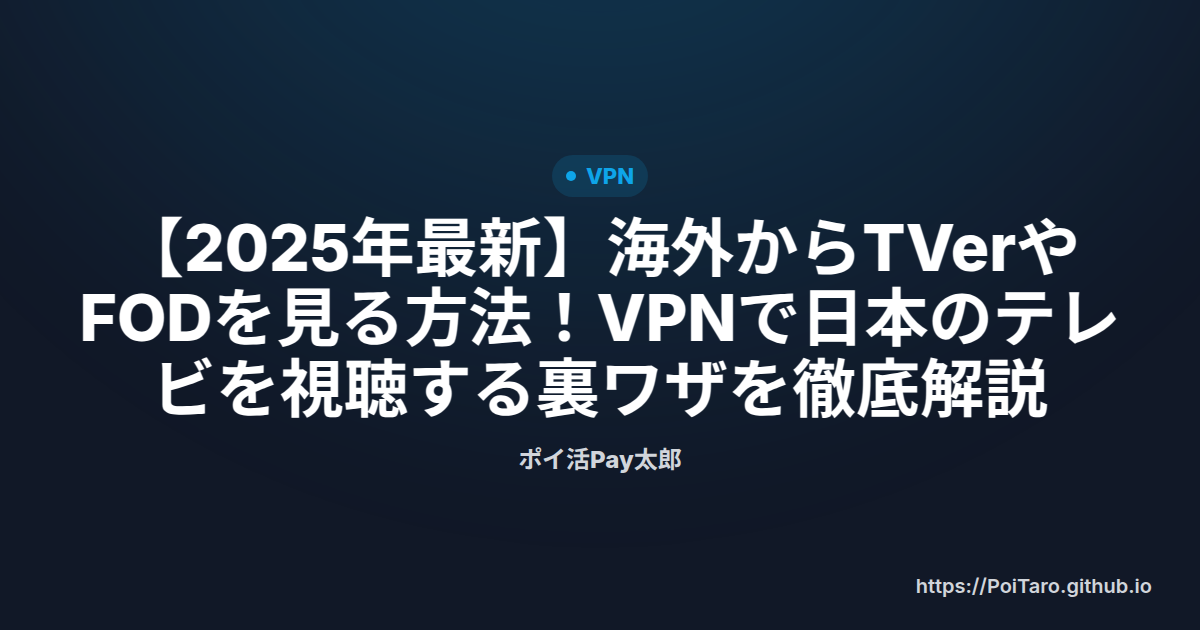 VPN
【2025年最新】海外からTVerや
FODを見る方法！VPNで日本のテレ
ビを視聴する裏ワザを徹底解説
ポイ活Pay太郎
https://PoiTaro.github.io